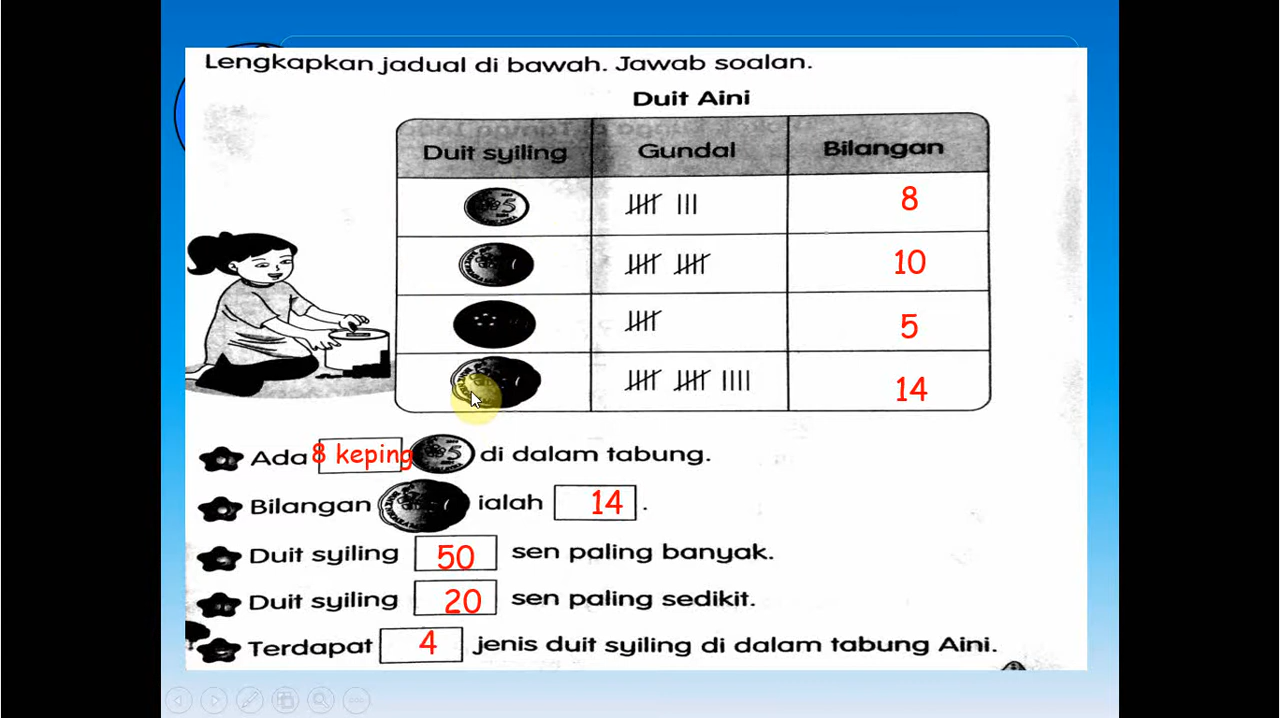 Lengkapkan jadual di bawah. Jawab soalan.
Duit Aini
Duit syiling Gundal Bilangan
5 8
10
5
14
Ada 8 keping 5 di dalam tabung.
Bilangan ialah 14.
Duit syiling 50 sen paling banyak.
Duit syiling 20 sen paling sedikit.
Terdapat 4 jenis duit syiling di dalam tabung Aini.